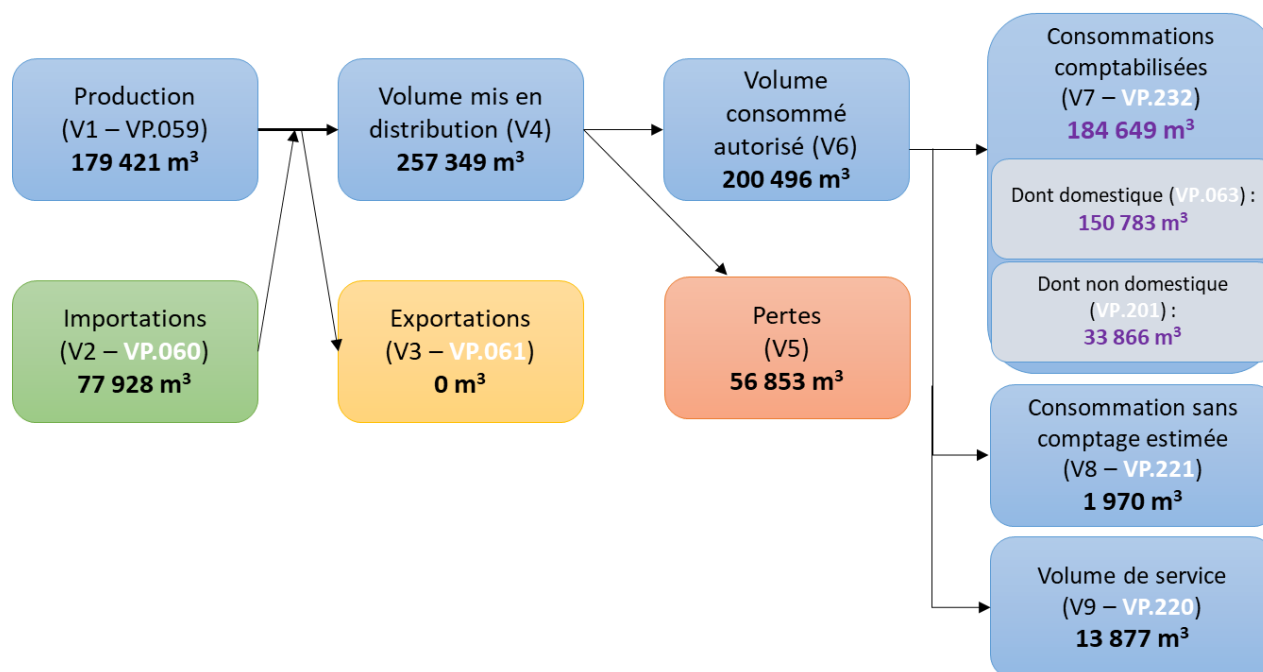 Production
(V1 – VP.059)
179 421 m³
Volume mis en
distribution (V4)
257 349 m³
Volume
consommé
autorisé (V6)
200 496 m³
Consommations
comptabilisées
(V7 – VP.232)
184 649 m³
Dont domestique (VP.063) :
150 783 m³
Dont non domestique
(VP.201) :
33 866 m³
Importations
(V2 – VP.060)
77 928 m³
Exportations
(V3 – VP.061)
0 m³
Pertes
(V5)
56 853 m³
Consommation sans
comptage estimée
(V8 – VP.221)
1 970 m³
Volume de service
(V9 – VP.220)
13 877 m³